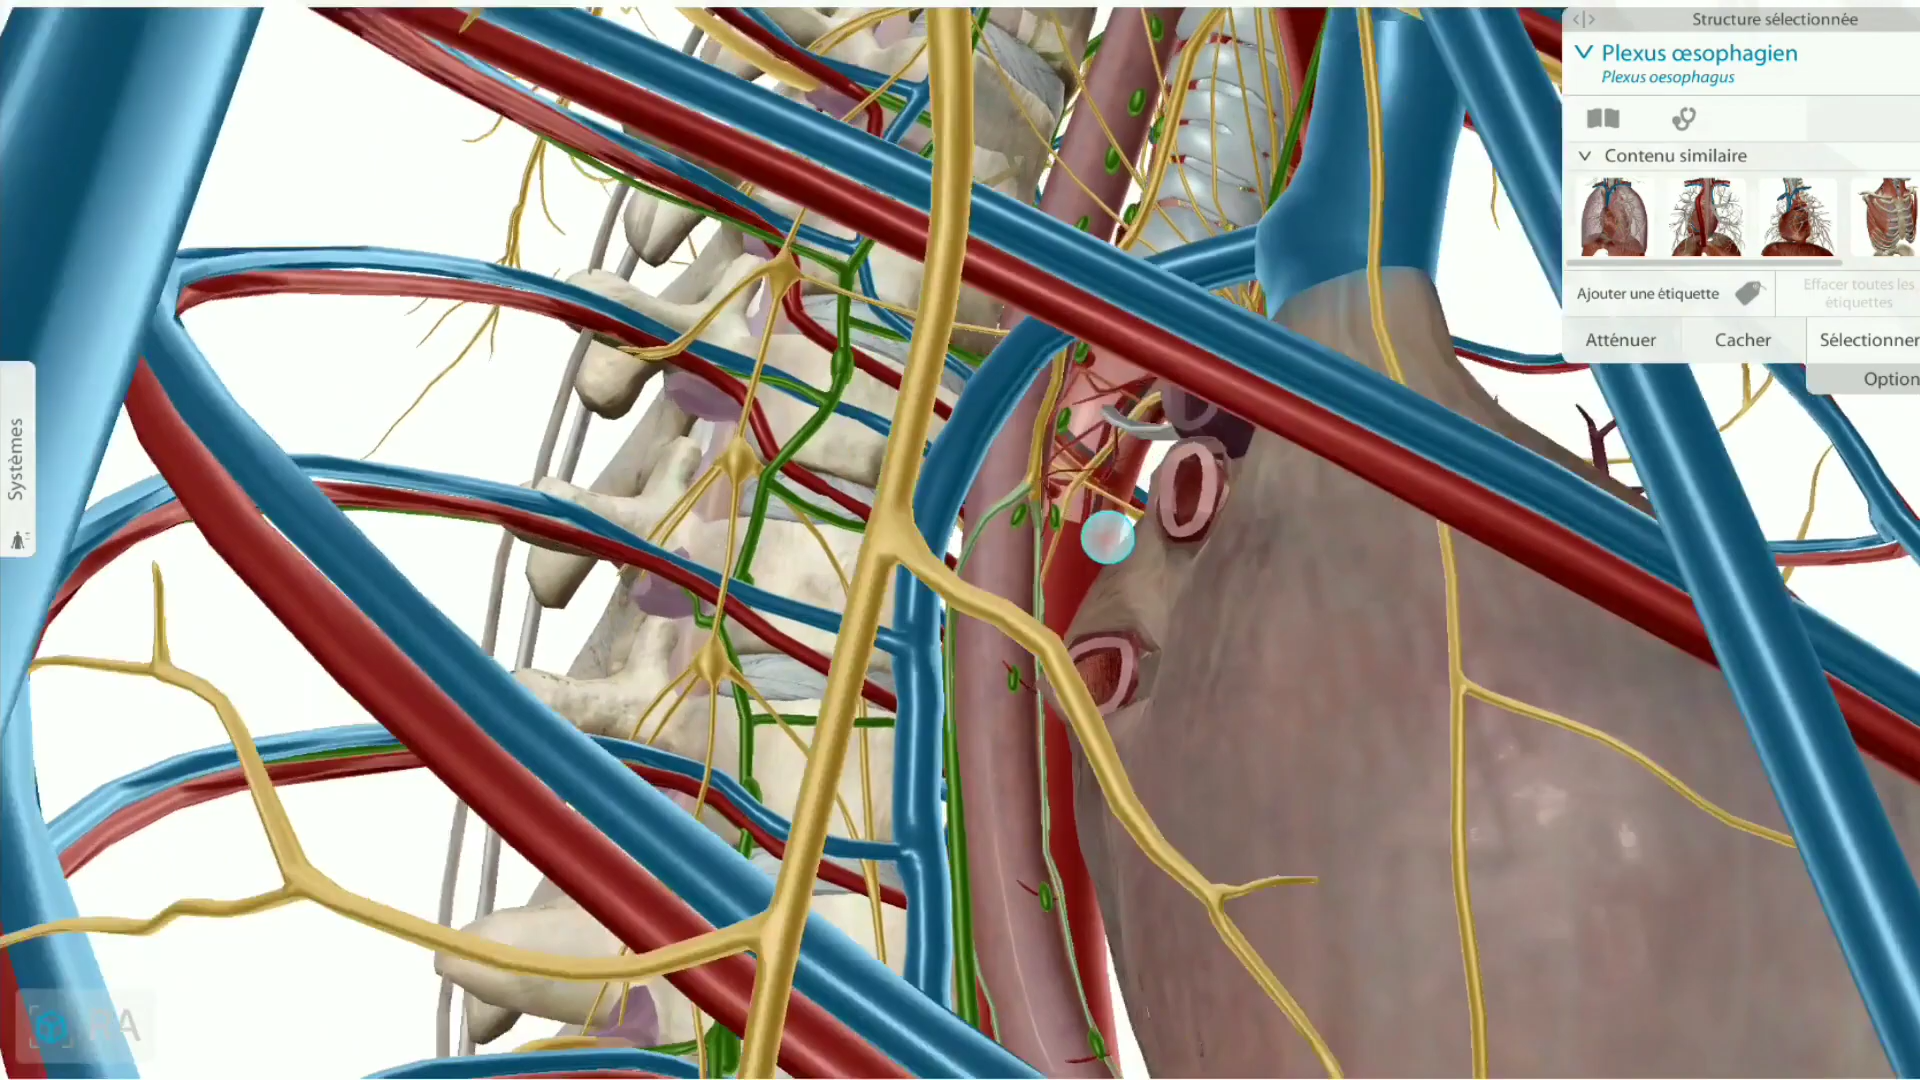 Structure sélectionnée
Plexus œsophagien
Plexus oesophagus
Contenu similaire
Ajouter une étiquette
Effacer toutes les
étiquettes
Atténuer
Cacher
Sélectionner
Option
Systèmes
RA